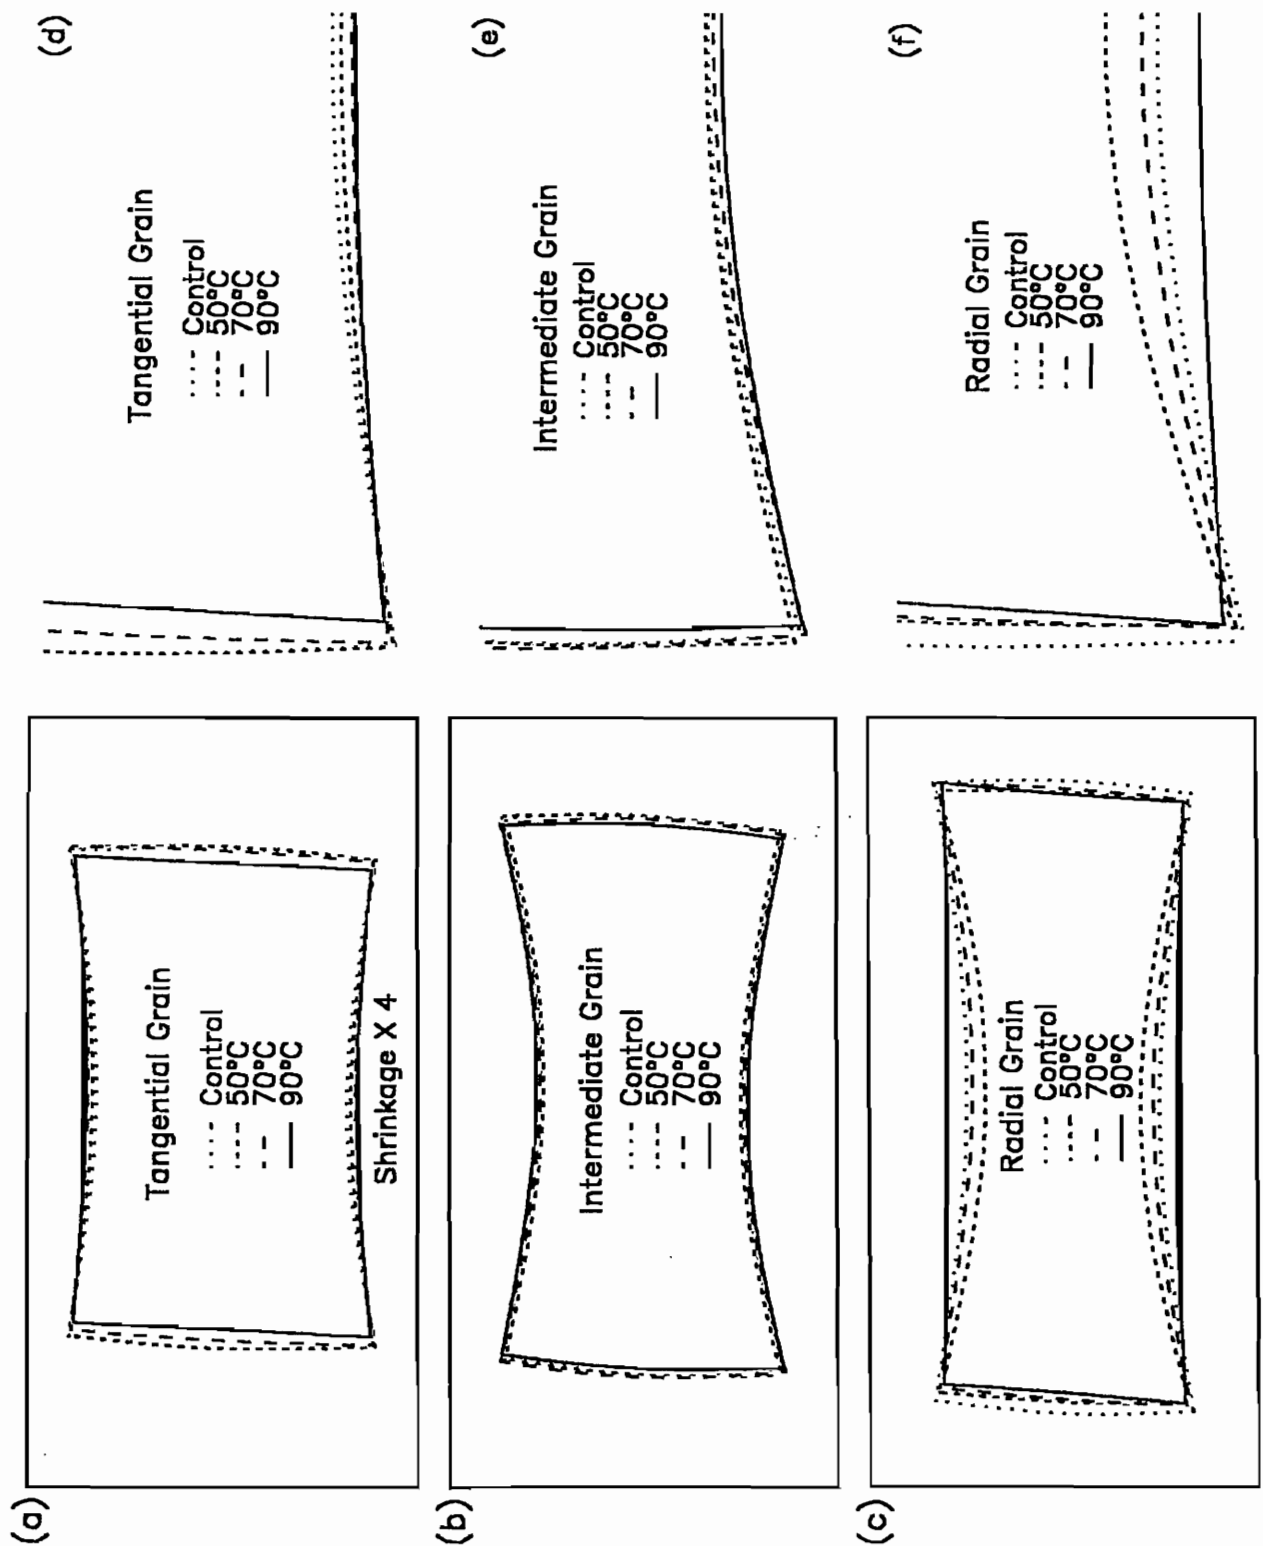 (a)
Tangential Grain
Control
50°C
70°C
90°C
Shrinkage X 4
(d)
Tangential Grain
Control
50°C
70°C
90°C
(b)
Intermediate Grain
Control
50°C
70°C
90°C
(e)
Intermediate Grain
Control
50°C
70°C
90°C
(c)
Radial Grain
Control
50°C
70°C
90°C
(f)
Radial Grain
Control
50°C
70°C
90°C